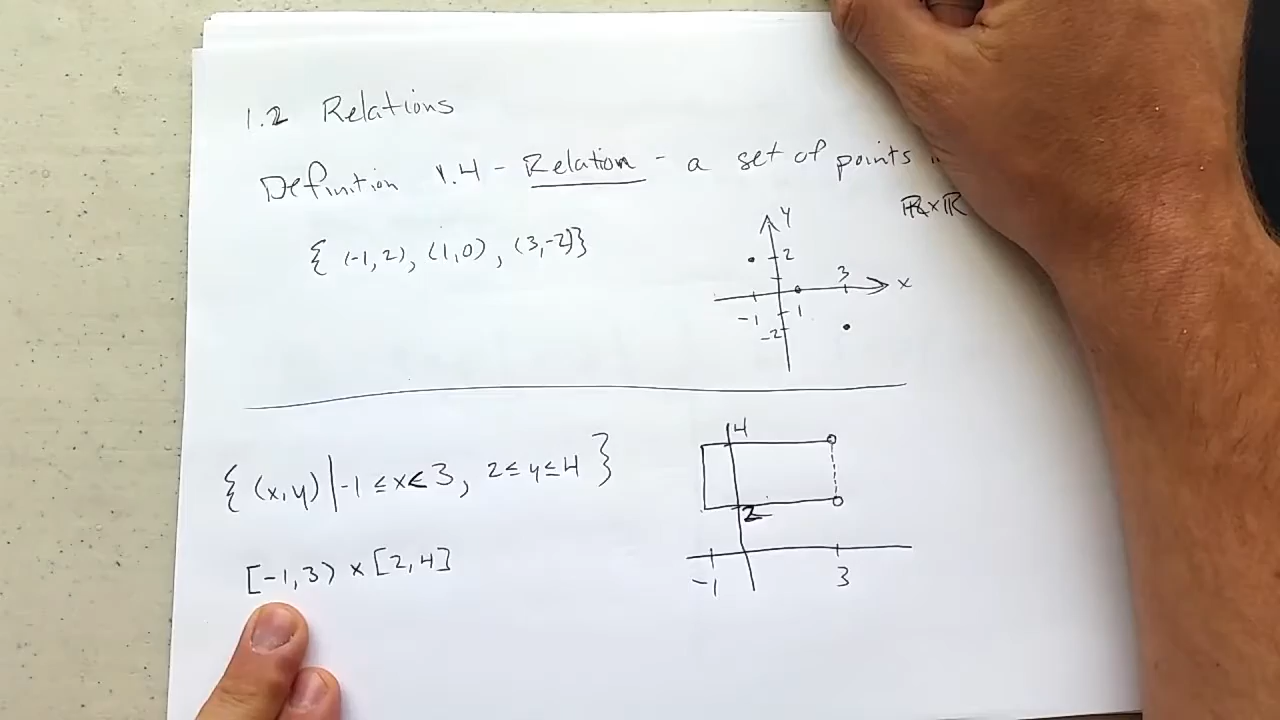 1.2 Relations
Definition 1.4 - Relation - a set of points
ℝ×ℝ
{ (-1,2), (1,0), (3,-2)}
y
2
3
x
-1
1
-2
{ (x,y) | -1 ≤ x < 3, 2 ≤ y ≤ 4 }
4
2
[-1,3) × [2,4]
-1
3